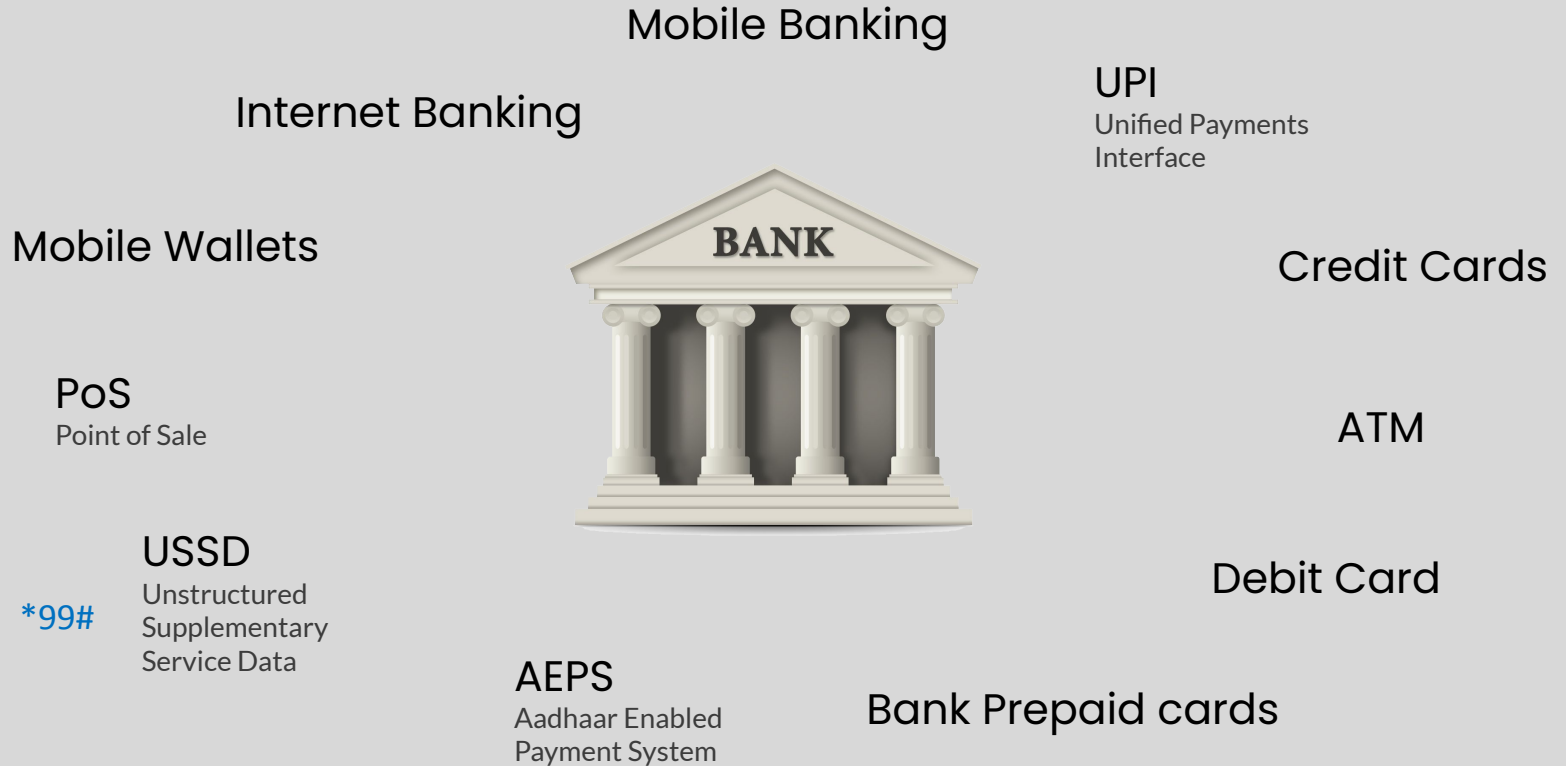 Mobile Banking
UPI
Unified Payments
Interface
Internet Banking
Mobile Wallets
BANK
Credit Cards
PoS
Point of Sale
ATM
USSD
Unstructured
Supplementary
Service Data
*99#
Debit Card
AEPS
Aadhaar Enabled
Payment System
Bank Prepaid cards